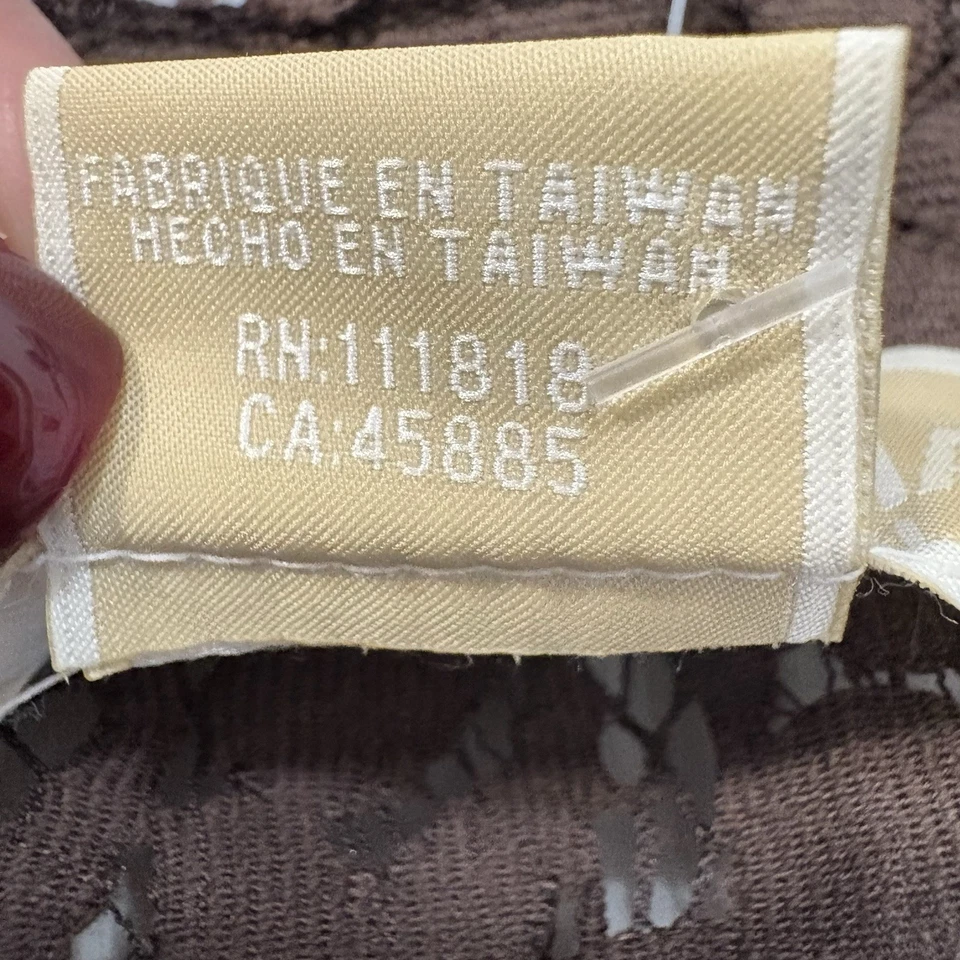 FABRIQUE EN TAIWAN
HECHO EN TAIWAN
RN:111818
CA:45885